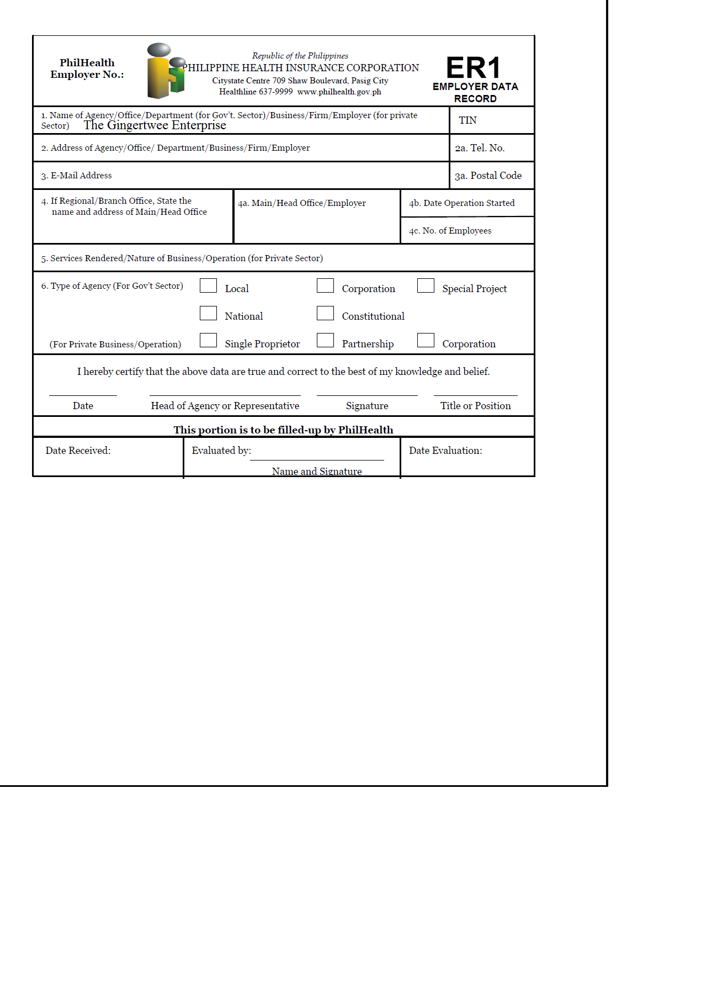 PhilHealth
Employer No.:
Republic of the Philippines
PHILIPPINE HEALTH INSURANCE CORPORATION
Citystate Centre 709 Shaw Boulevard, Pasig City
Healthline 637-9999 www.philhealth.gov.ph
ER1
EMPLOYER DATA
RECORD
1. Name of Agency/Office/Department (for Gov't. Sector)/Business/Firm/Employer (for private
Sector) The Gingertwee Enterprise
TIN
2. Address of Agency/Office/ Department/Business/Firm/Employer
2a. Tel. No.
3. E-Mail Address
3a. Postal Code
4. If Regional/Branch Office, State the
name and address of Main/Head Office
4a. Main/Head Office/Employer
4b. Date Operation Started
4c. No. of Employees
5. Services Rendered/Nature of Business/Operation (for Private Sector)
6. Type of Agency (For Gov't Sector)
Local
Corporation
Special Project
National
Constitutional
(For Private Business/Operation)
Single Proprietor
Partnership
Corporation
I hereby certify that the above data are true and correct to the best of my knowledge and belief.
Date
Head of Agency or Representative
Signature
Title or Position
This portion is to be filled-up by PhilHealth
Date Received:
Evaluated by:
Name and Signature
Date Evaluation: